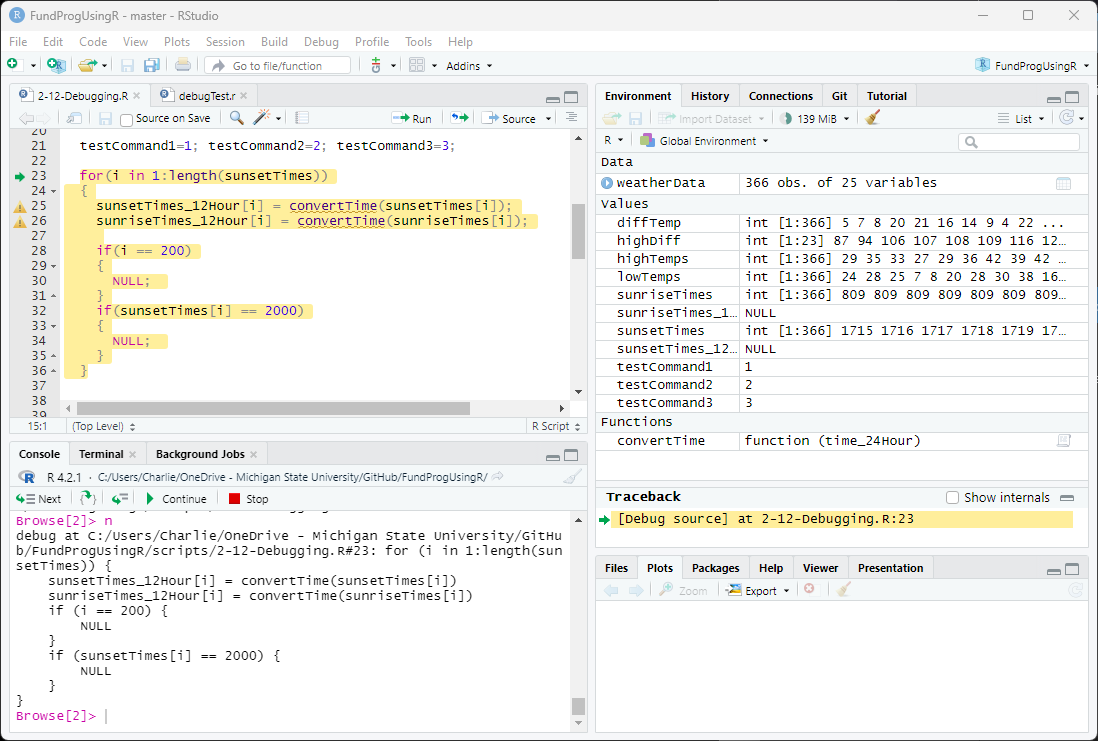 FundProgUsingR - master - RStudio
File Edit Code View Plots Session Build Debug Profile Tools Help
Go to file/function Addins FundProgUsingR
2-12-Debugging.R debugTest.r
Source on Save Run Source
20
21 testCommand1=1; testCommand2=2; testCommand3=3;
22
23 for(i in 1:length(sunsetTimes))
24 {
25 sunsetTimes_12Hour[i] = convertTime(sunsetTimes[i]);
26 sunriseTimes_12Hour[i] = convertTime(sunriseTimes[i]);
27
28 if(i == 200)
29 {
30 NULL;
31 }
32 if(sunsetTimes[i] == 2000)
33 {
34 NULL;
35 }
36 }
37
38
39
15:1 (Top Level) R Script
Console Terminal Background Jobs
R 4.2.1 · C:/Users/Charlie/OneDrive - Michigan State University/GitHub/FundProgUsingR/
Next Continue Stop
Browse[2]> n
debug at C:/Users/Charlie/OneDrive - Michigan State University/GitHu
b/FundProgUsingR/scripts/2-12-Debugging.R#23: for (i in 1:length(sun
setTimes)) {
sunsetTimes_12Hour[i] = convertTime(sunsetTimes[i])
sunriseTimes_12Hour[i] = convertTime(sunriseTimes[i])
if (i == 200) {
NULL
}
if (sunsetTimes[i] == 2000) {
NULL
}
}
Browse[2]>
Environment History Connections Git Tutorial
Import Dataset 139 MiB List
R Global Environment
Data
weatherData 366 obs. of 25 variables
Values
diffTemp int [1:366] 5 7 8 20 21 16 14 9 4 22 ...
highDiff int [1:23] 87 94 106 107 108 109 116 12…
highTemps int [1:366] 29 35 33 27 29 36 42 39 42 …
lowTemps int [1:366] 24 28 25 7 8 20 28 30 38 16…
sunriseTimes int [1:366] 809 809 809 809 809 809 809…
sunriseTimes_1… NULL
sunsetTimes int [1:366] 1715 1716 1717 1718 1719 17…
sunsetTimes_12… NULL
testCommand1 1
testCommand2 2
testCommand3 3
Functions
convertTime function (time_24Hour)
Traceback Show internals
[Debug source] at 2-12-Debugging.R:23
Files Plots Packages Help Viewer Presentation
Zoom Export